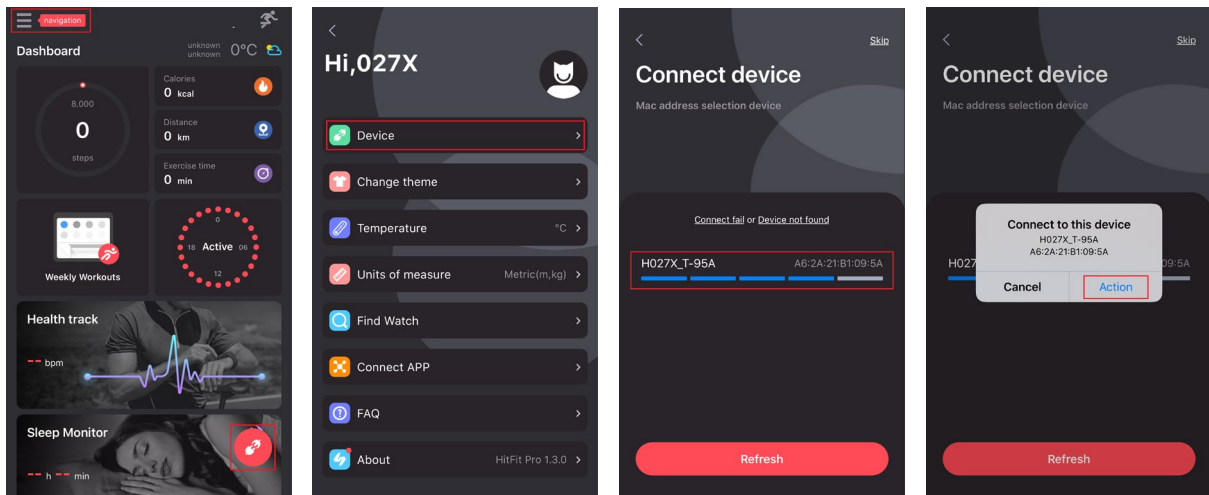 navigation
Dashboard
unknown
unknown
0°C
8,000
0
steps
Calories
0 kcal
Distance
0 km
Exercise time
0 min
Weekly Workouts
0
18 Active 06
12
Health track
-- bpm
Sleep Monitor
-- h -- min
Hi,027X
Device
Change theme
Temperature °C
Units of measure Metric(m,kg)
Find Watch
Connect APP
FAQ
About HitFit Pro 1.3.0
Skip
Connect device
Mac address selection device
Connect fail or Device not found
H027X_T-95A A6:2A:21:B1:09:5A
Refresh
Skip
Connect device
Mac address selection device
Connect to this device
H027X_T-95A
A6:2A:21:B1:09:5A
H027 09:5A
Cancel Action
Refresh